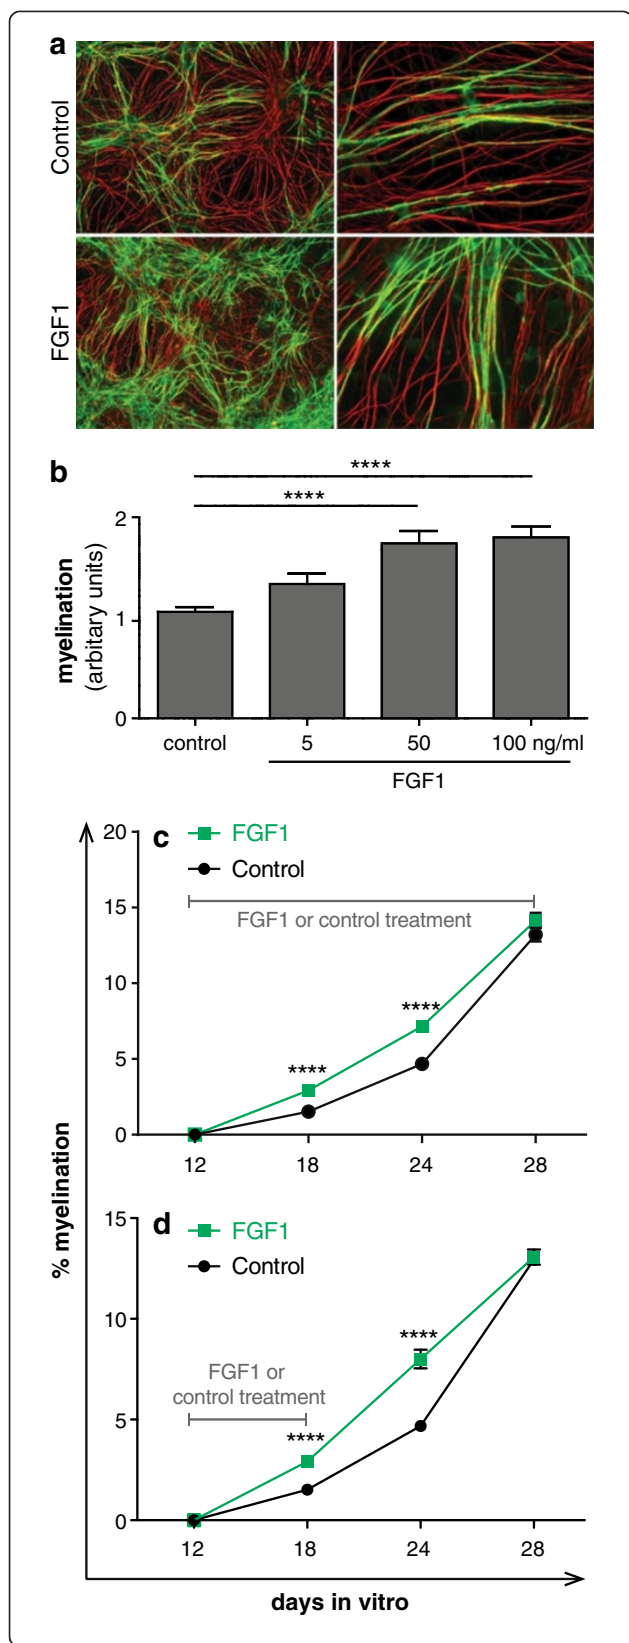 a
Control
FGF1
b
****
****
myelination
(arbitary units)
2
1
0
control
5
50
100 ng/ml
FGF1
% myelination
c
FGF1
Control
FGF1 or control treatment
20
15
10
5
0
****
****
12
18
24
28
d
FGF1
Control
FGF1 or
control treatment
15
10
5
0
****
****
12
18
24
28
days in vitro